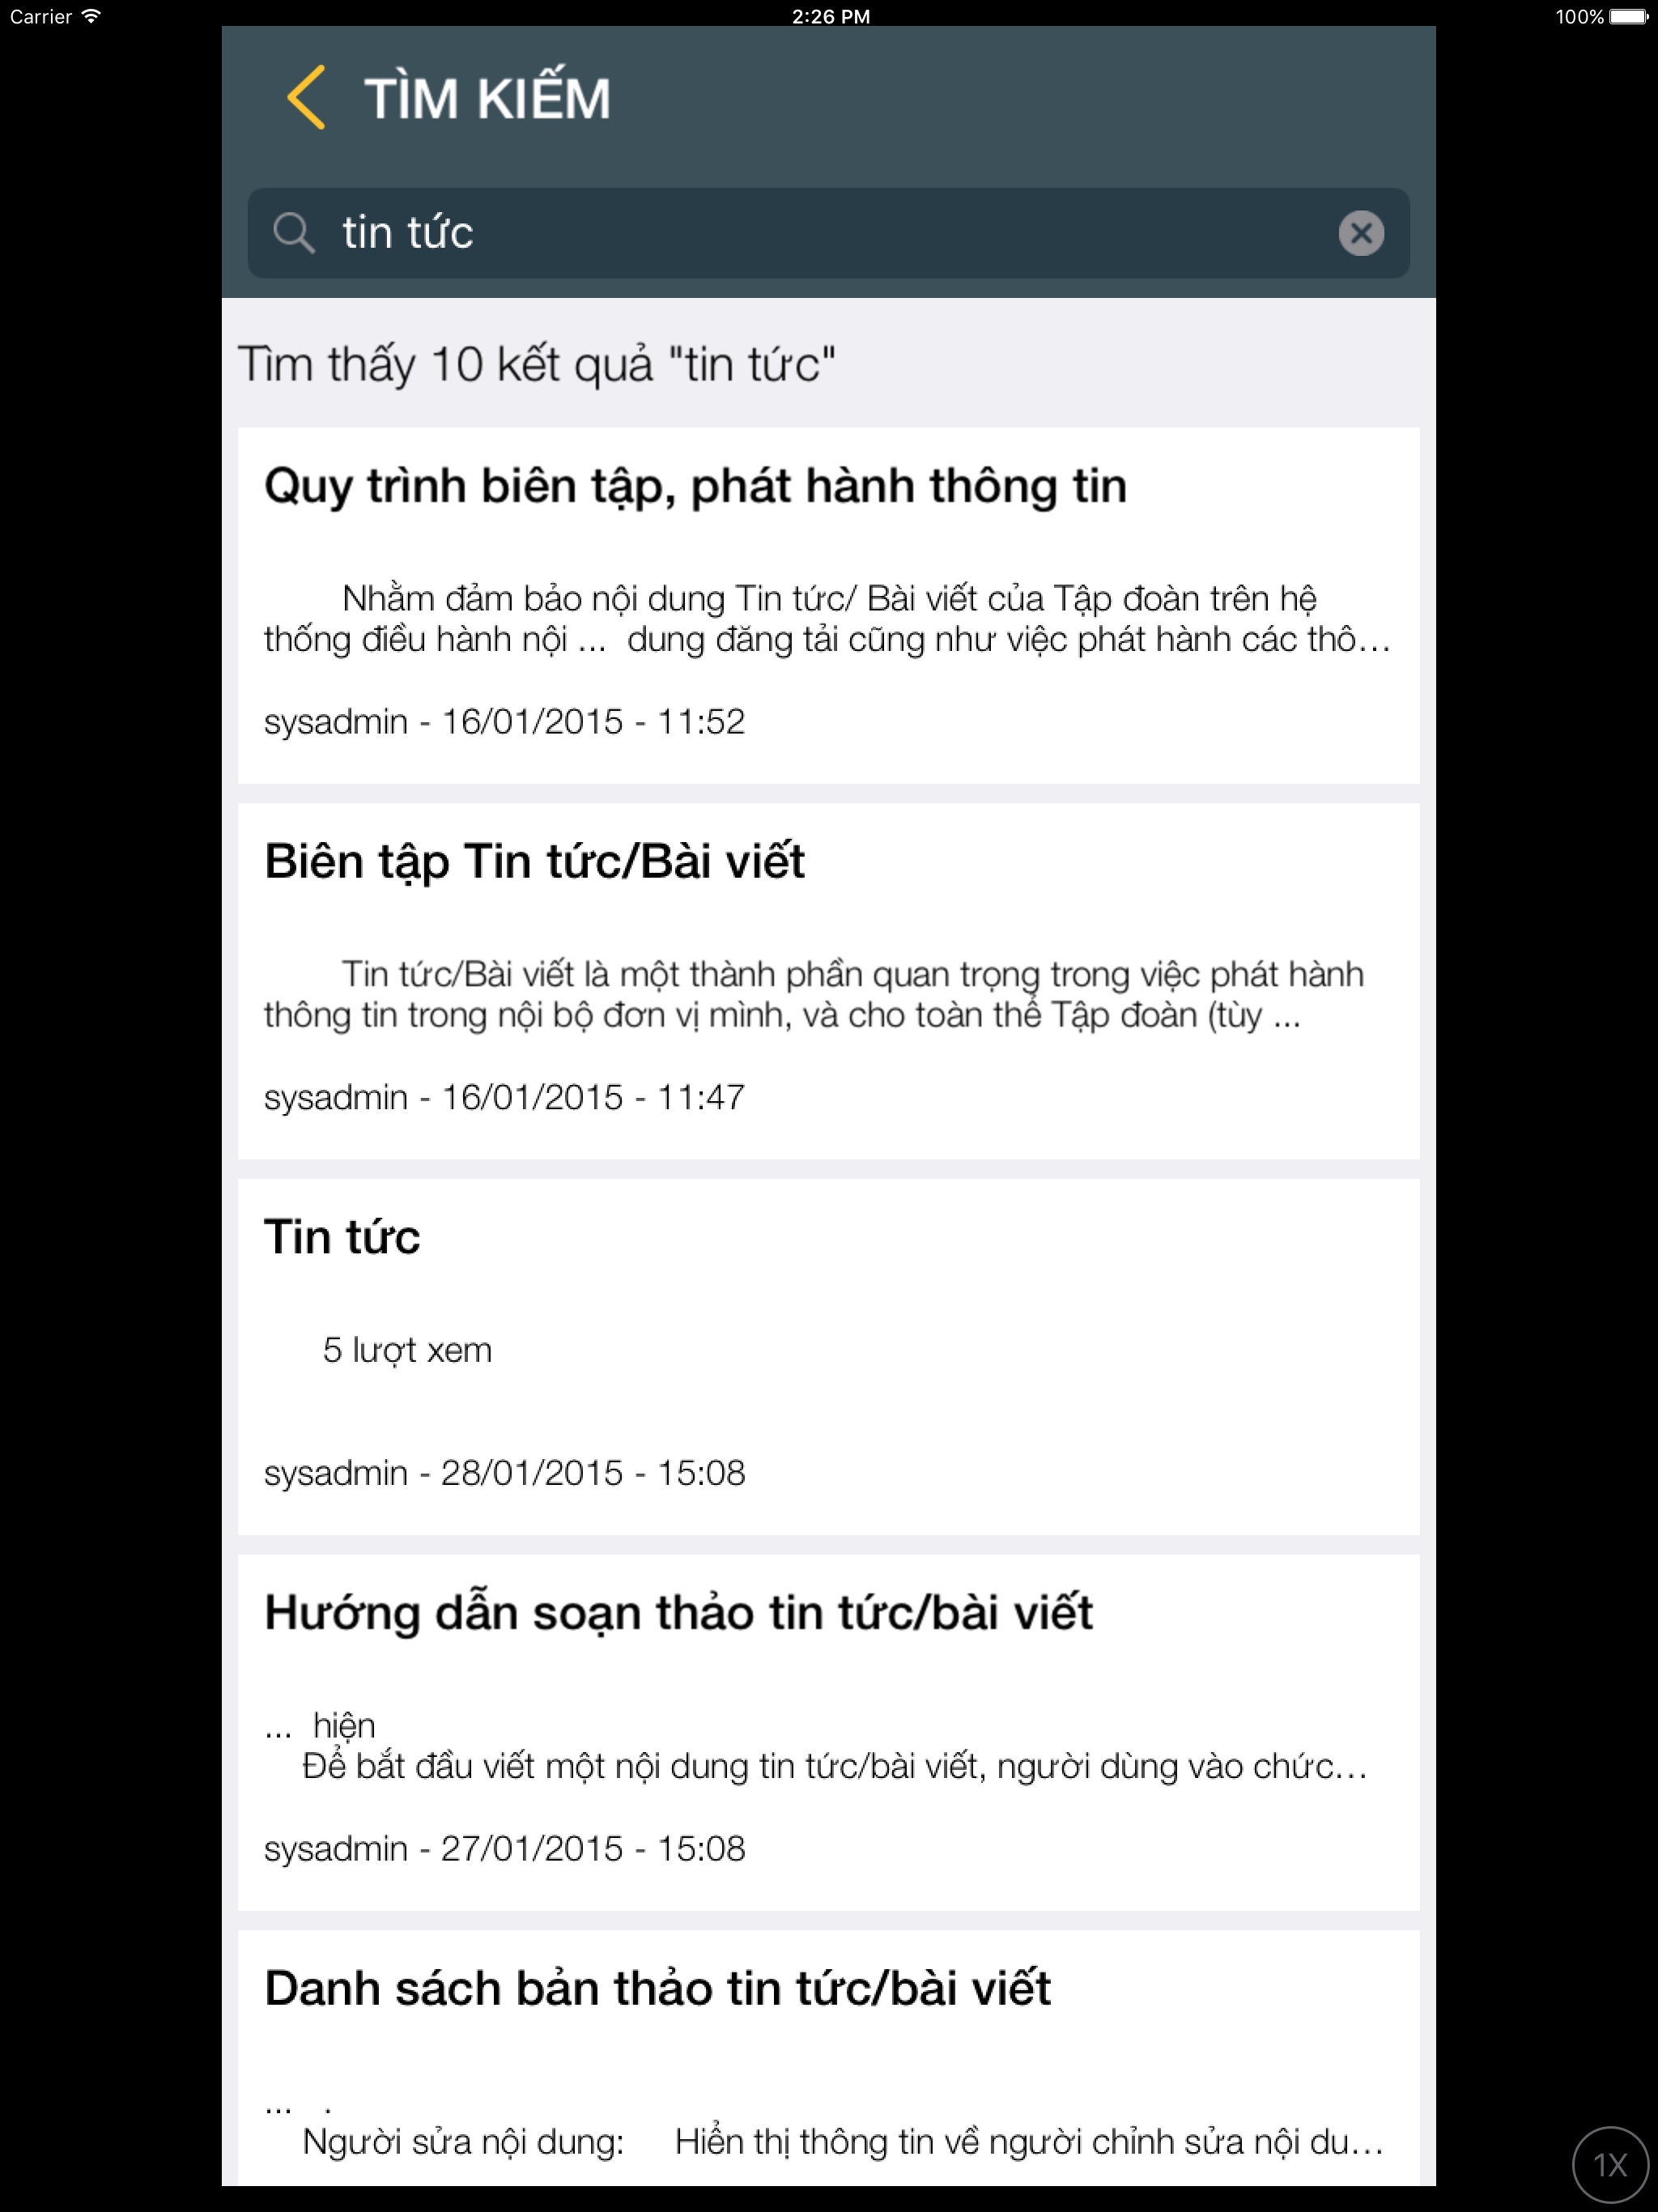 Carrier 2:26 PM 100%
TÌM KIẾM
tin tức
Tìm thấy 10 kết quả "tin tức"
Quy trình biên tập, phát hành thông tin
Nhằm đảm bảo nội dung Tin tức/ Bài viết của Tập đoàn trên hệ
thống điều hành nội ... dung đăng tải cũng như việc phát hành các thô...
sysadmin - 16/01/2015 - 11:52
Biên tập Tin tức/Bài viết
Tin tức/Bài viết là một thành phần quan trọng trong việc phát hành
thông tin trong nội bộ đơn vị mình, và cho toàn thể Tập đoàn (tùy ...
sysadmin - 16/01/2015 - 11:47
Tin tức
5 lượt xem
sysadmin - 28/01/2015 - 15:08
Hướng dẫn soạn thảo tin tức/bài viết
... hiện
Để bắt đầu viết một nội dung tin tức/bài viết, người dùng vào chức...
sysadmin - 27/01/2015 - 15:08
Danh sách bản thảo tin tức/bài viết
... .
Người sửa nội dung: Hiển thị thông tin về người chỉnh sửa nội du...
1X